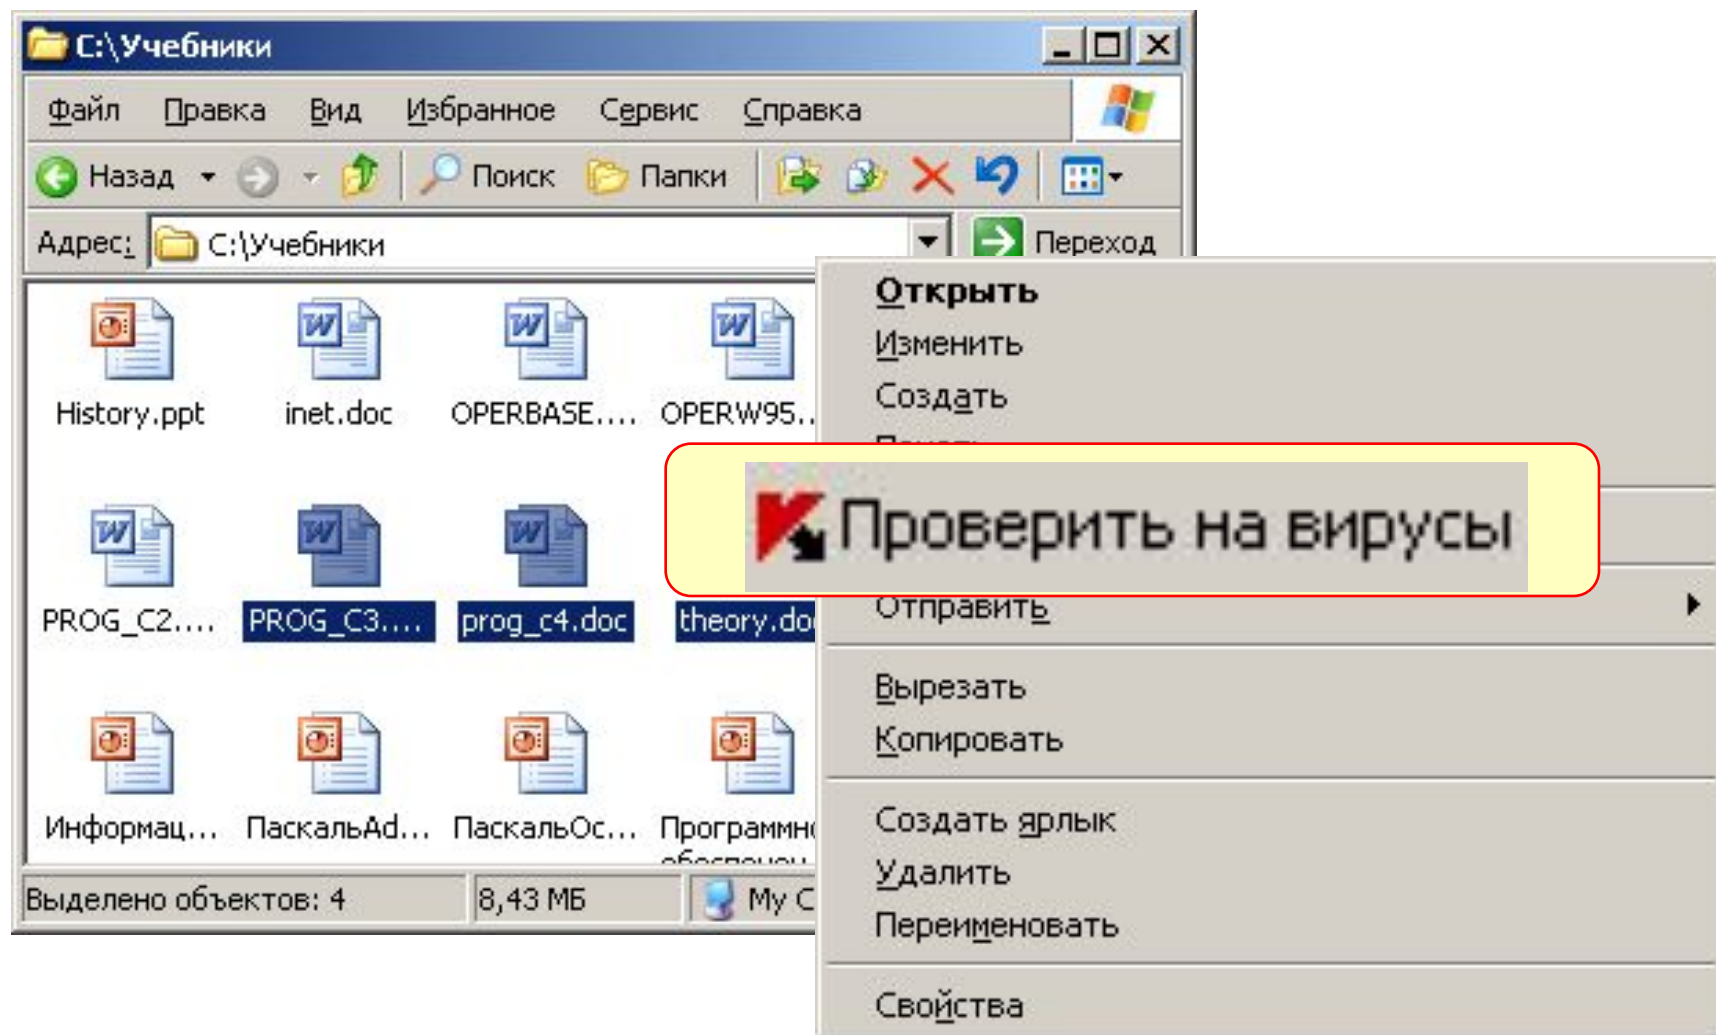 C:\Учебники
Файл Правка Вид Избранное Сервис Справка
Назад Поиск Папки
Адрес: C:\Учебники Переход
History.ppt inet.doc OPERBASE.... OPERW95..
PROG_C2.... PROG_C3.... prog_c4.doc theory.do
Информац... ПаскальAd... ПаскальОс... Программн
Выделено объектов: 4 8,43 МБ My C
Открыть
Изменить
Создать
Проверить на вирусы
Отправить
Вырезать
Копировать
Создать ярлык
Удалить
Переименовать
Свойства